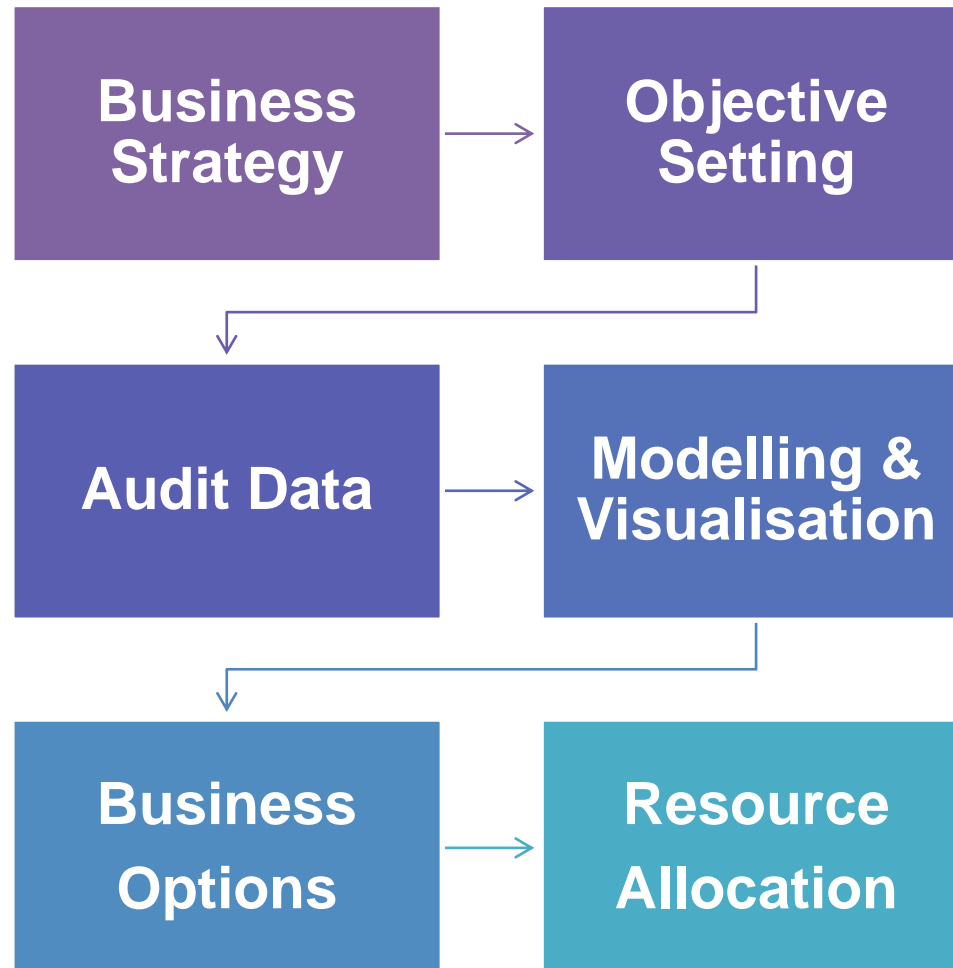 Business
Strategy
Objective
Setting
Audit Data
Modelling &
Visualisation
Business
Options
Resource
Allocation